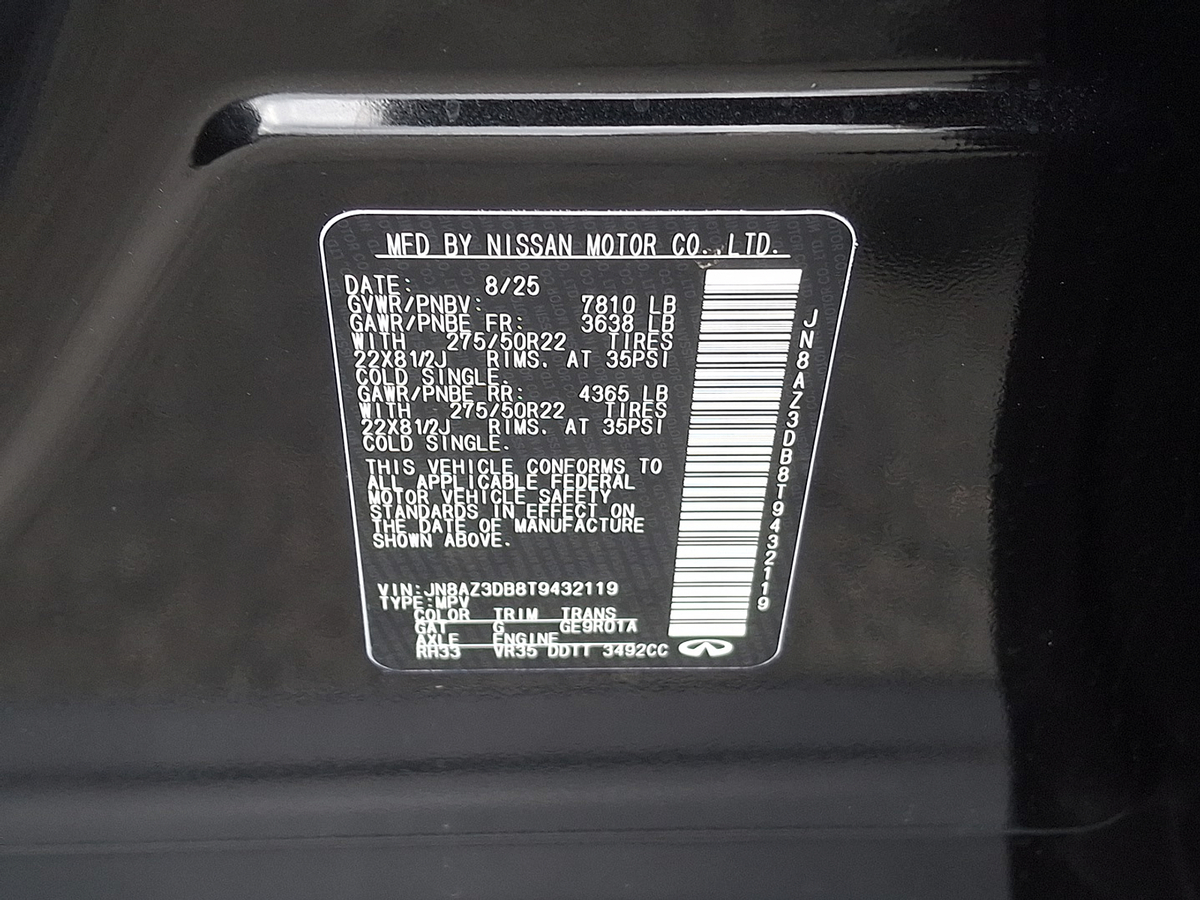 MFD BY NISSAN MOTOR CO.,LTD.
DATE: 8/25
GVWR/PNBV: 7810 LB
GAWR/PNBE FR: 3638 LB
WITH 275/50R22 TIRES
22X81/2J RIMS. AT 35PSI
COLD SINGLE.
GAWR/PNBE RR: 4365 LB
WITH 275/50R22 TIRES
22X81/2J RIMS. AT 35PSI
COLD SINGLE.
THIS VEHICLE CONFORMS TO
ALL APPLICABLE FEDERAL
MOTOR VEHICLE SAFETY
STANDARDS IN EFFECT ON
THE DATE OF MANUFACTURE
SHOWN ABOVE.
VIN:JN8AZ3DB8T9432119
TYPE:MPV
COLOR TRIM TRANS
GAT G GE9R01A
AXLE ENGINE
RH33 VR35 DDTT 3492CC
JN8AZ3DB8T9432119